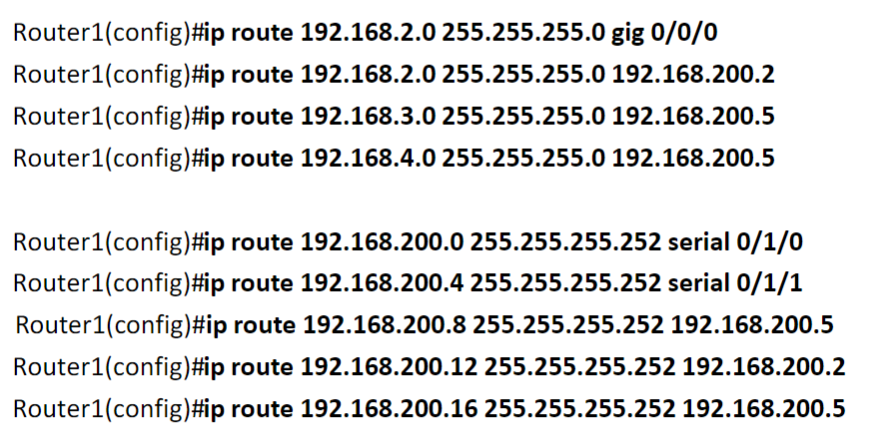 Router1(config)#ip route 192.168.2.0 255.255.255.0 gig 0/0/0
Router1(config)#ip route 192.168.2.0 255.255.255.0 192.168.200.2
Router1(config)#ip route 192.168.3.0 255.255.255.0 192.168.200.5
Router1(config)#ip route 192.168.4.0 255.255.255.0 192.168.200.5
Router1(config)#ip route 192.168.200.0 255.255.255.252 serial 0/1/0
Router1(config)#ip route 192.168.200.4 255.255.255.252 serial 0/1/1
Router1(config)#ip route 192.168.200.8 255.255.255.252 192.168.200.5
Router1(config)#ip route 192.168.200.12 255.255.255.252 192.168.200.2
Router1(config)#ip route 192.168.200.16 255.255.255.252 192.168.200.5